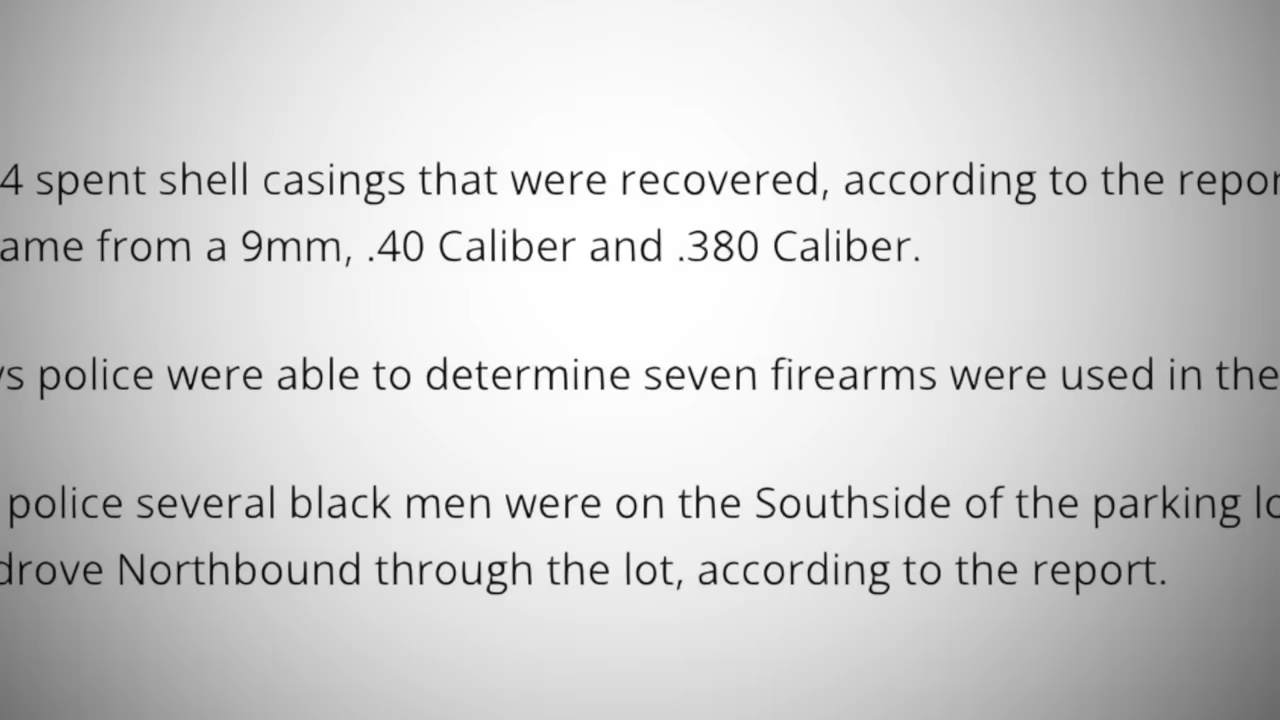 4 spent shell casings that were recovered, according to the repor
ame from a 9mm, .40 Caliber and .380 Caliber.
ys police were able to determine seven firearms were used in the
police several black men were on the Southside of the parking lo
drove Northbound through the lot, according to the report.